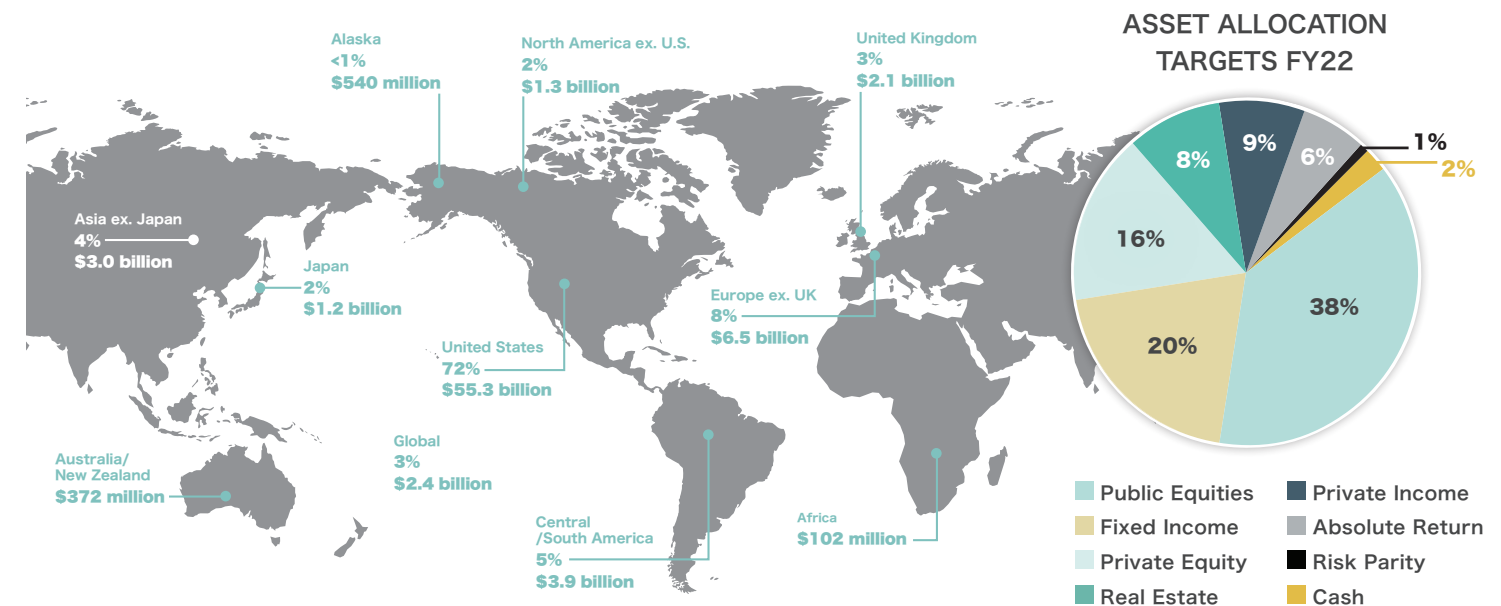 Alaska
<1%
$540 million
North America ex. U.S.
2%
$1.3 billion
United Kingdom
3%
$2.1 billion
Asia ex. Japan
4%
$3.0 billion
Japan
2%
$1.2 billion
Europe ex. UK
8%
$6.5 billion
United States
72%
$55.3 billion
Global
3%
$2.4 billion
Australia/
New Zealand
$372 million
Central
/South America
5%
$3.9 billion
Africa
$102 million
ASSET ALLOCATION
TARGETS FY22
9%
6%
1%
2%
8%
16%
38%
20%
Public Equities
Fixed Income
Private Equity
Real Estate
Private Income
Absolute Return
Risk Parity
Cash